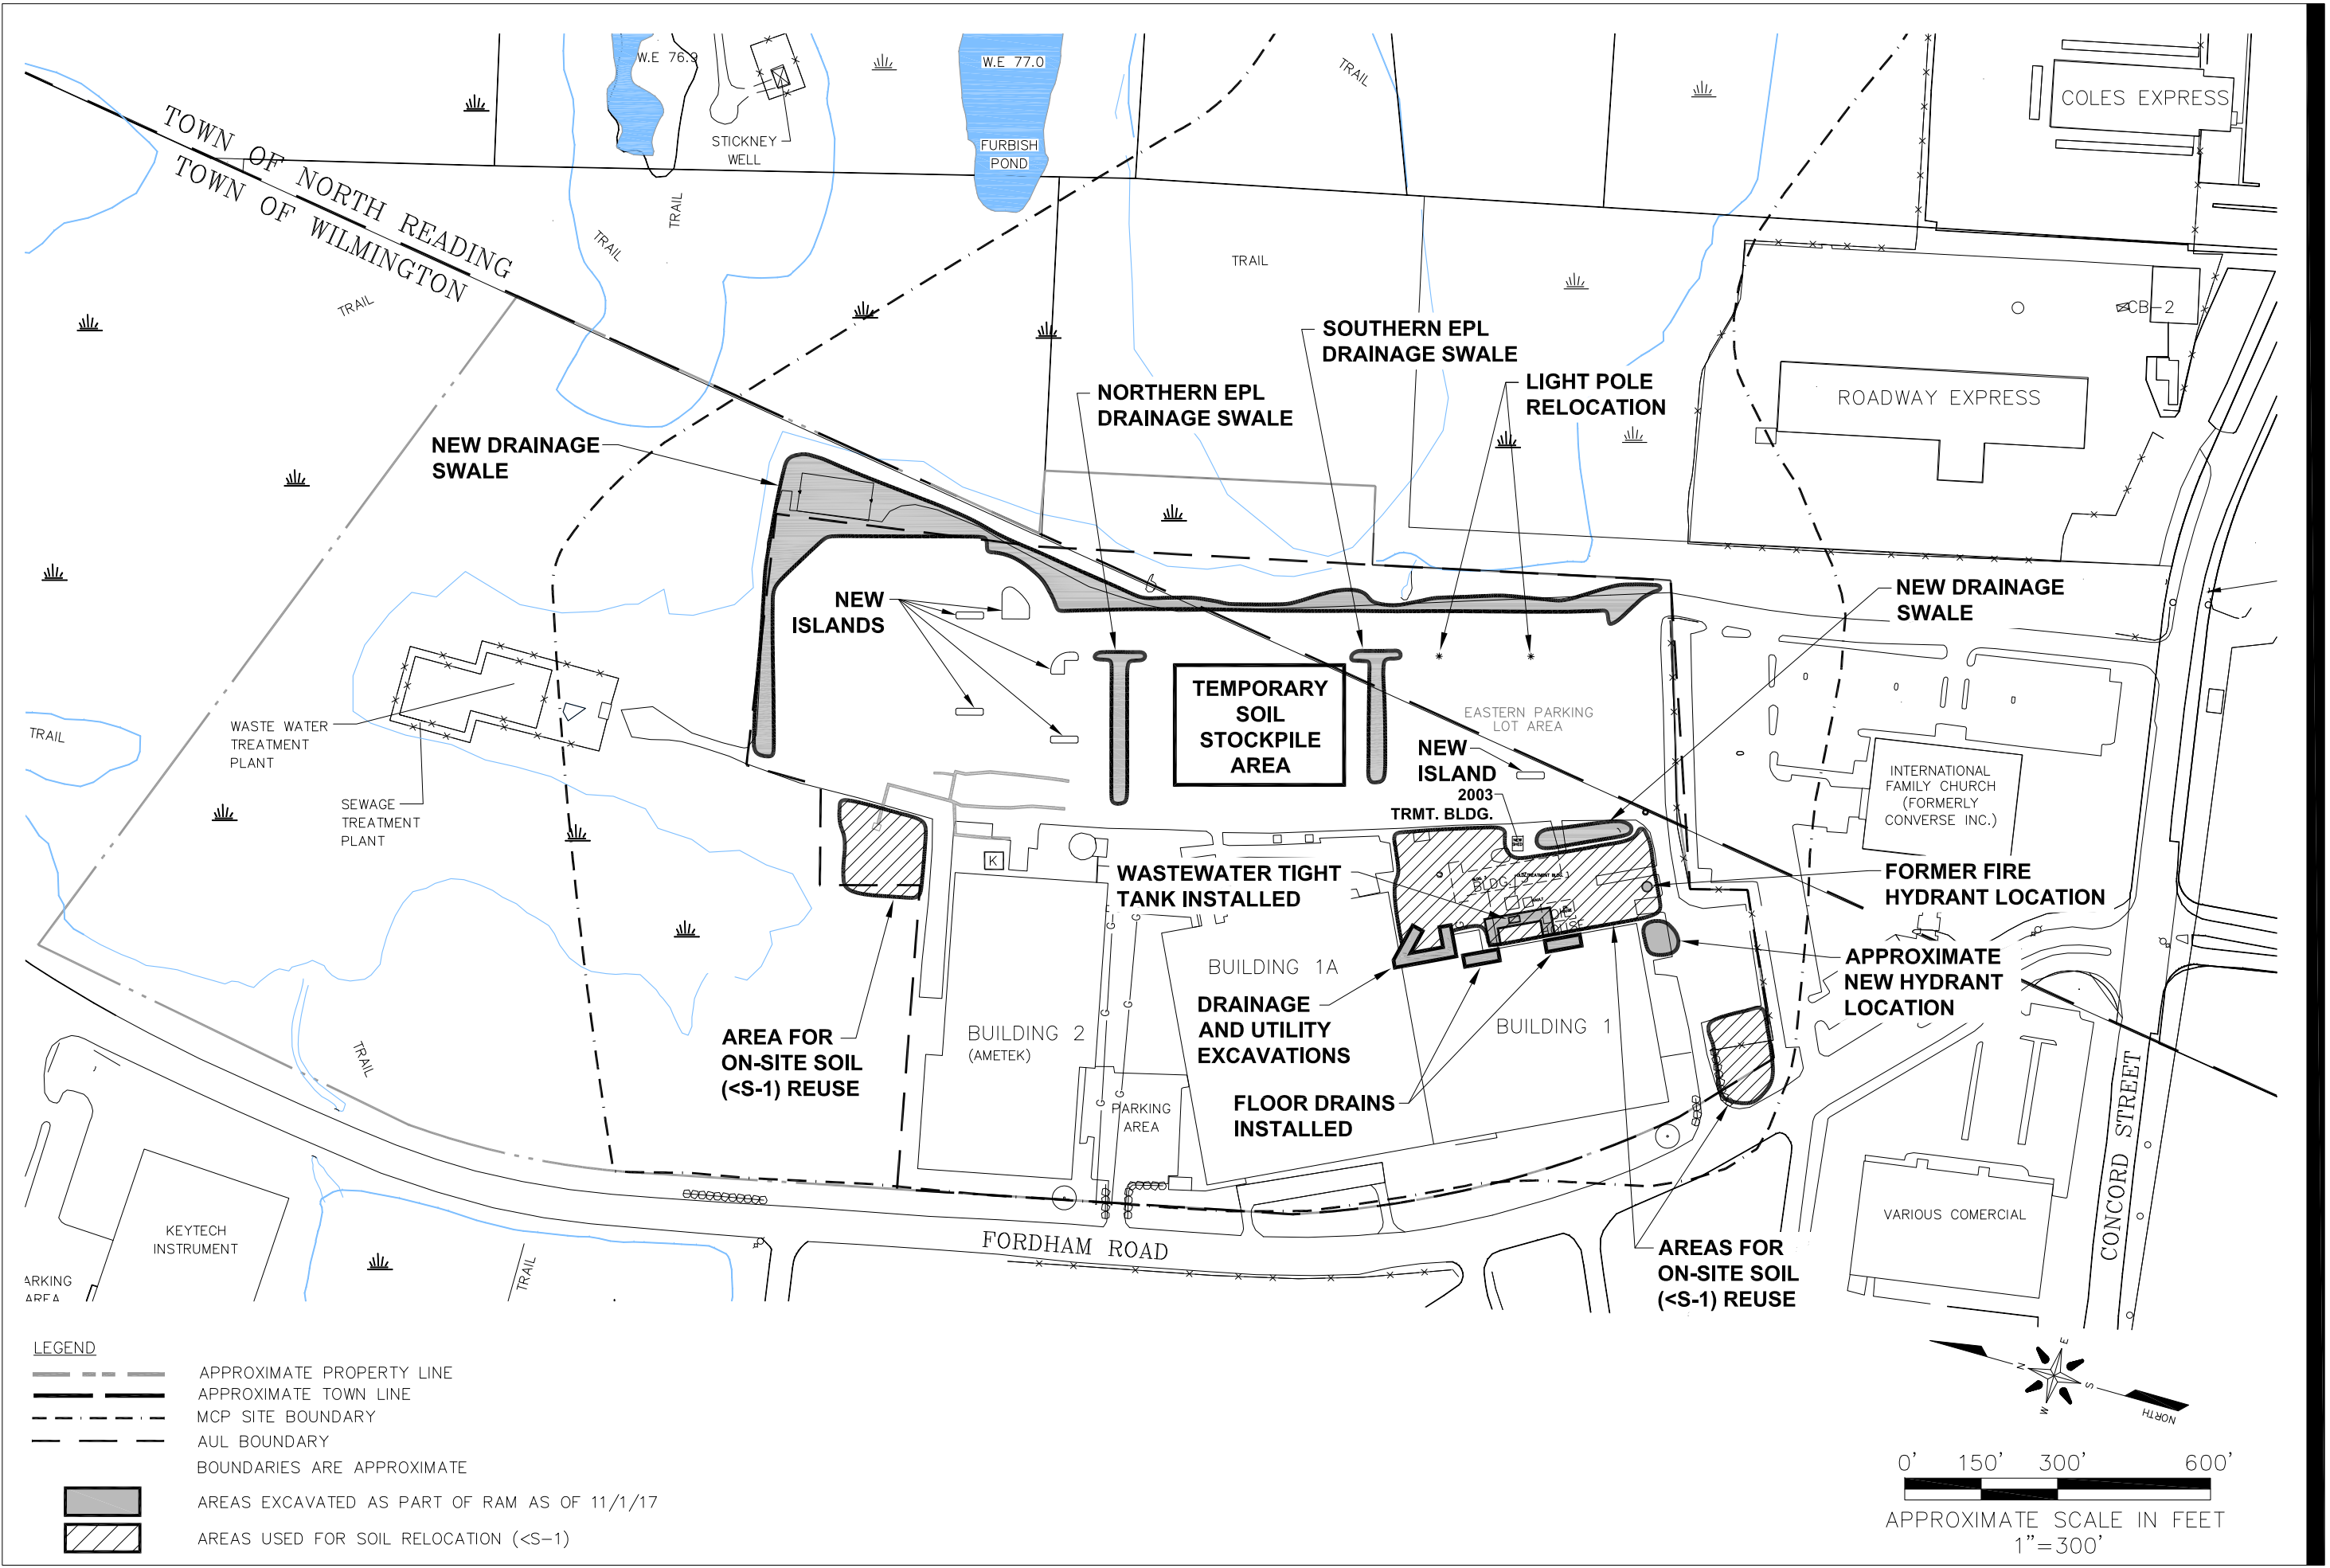 W.E 76.9
STICKNEY
WELL
W.E 77.0
FURBISH
POND
TRAIL
COLES EXPRESS
TOWN OF NORTH READING
TOWN OF WILMINGTON
TRAIL
TRAIL
TRAIL
TRAIL
CB-2
ROADWAY EXPRESS
SOUTHERN EPL
DRAINAGE SWALE
NORTHERN EPL
DRAINAGE SWALE
LIGHT POLE
RELOCATION
NEW DRAINAGE
SWALE
NEW
ISLANDS
NEW DRAINAGE
SWALE
TEMPORARY
SOIL
STOCKPILE
AREA
EASTERN PARKING
LOT AREA
NEW
ISLAND
2003
TRMT. BLDG.
TRAIL
WASTE WATER
TREATMENT
PLANT
SEWAGE
TREATMENT
PLANT
INTERNATIONAL
FAMILY CHURCH
(FORMERLY
CONVERSE INC.)
K
WASTEWATER TIGHT
TANK INSTALLED
FORMER FIRE
HYDRANT LOCATION
APPROXIMATE
NEW HYDRANT
LOCATION
BUILDING 1A
DRAINAGE
AND UTILITY
EXCAVATIONS
BUILDING 1
AREA FOR
ON-SITE SOIL
(<S-1) REUSE
BUILDING 2
(AMETEK)
G
G
G
G
G
G
PARKING
AREA
FLOOR DRAINS
INSTALLED
TRAIL
CONCORD STREET
KEYTECH
INSTRUMENT
FORDHAM ROAD
VARIOUS COMERCIAL
AREAS FOR
ON-SITE SOIL
(<S-1) REUSE
TRAIL
ARKING
AREA
LEGEND
APPROXIMATE PROPERTY LINE
APPROXIMATE TOWN LINE
MCP SITE BOUNDARY
AUL BOUNDARY
BOUNDARIES ARE APPROXIMATE
AREAS EXCAVATED AS PART OF RAM AS OF 11/1/17
AREAS USED FOR SOIL RELOCATION (<S-1)
N
E
S
W
NORTH
0' 150' 300' 600'
APPROXIMATE SCALE IN FEET
1"=300'